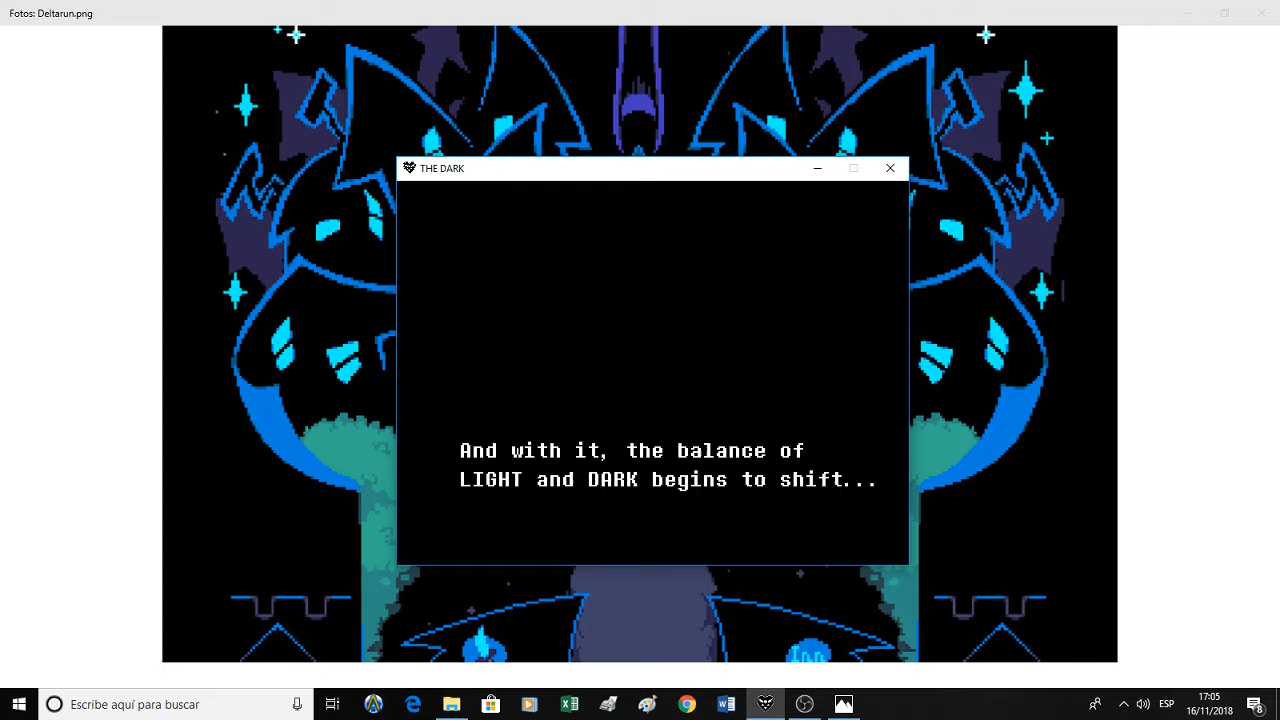 Fotos: Deltarun.png
THE DARK
And with it, the balance of
LIGHT and DARK begins to shift...
Escribe aquí para buscar
ESP
17:05
16/11/2018
8